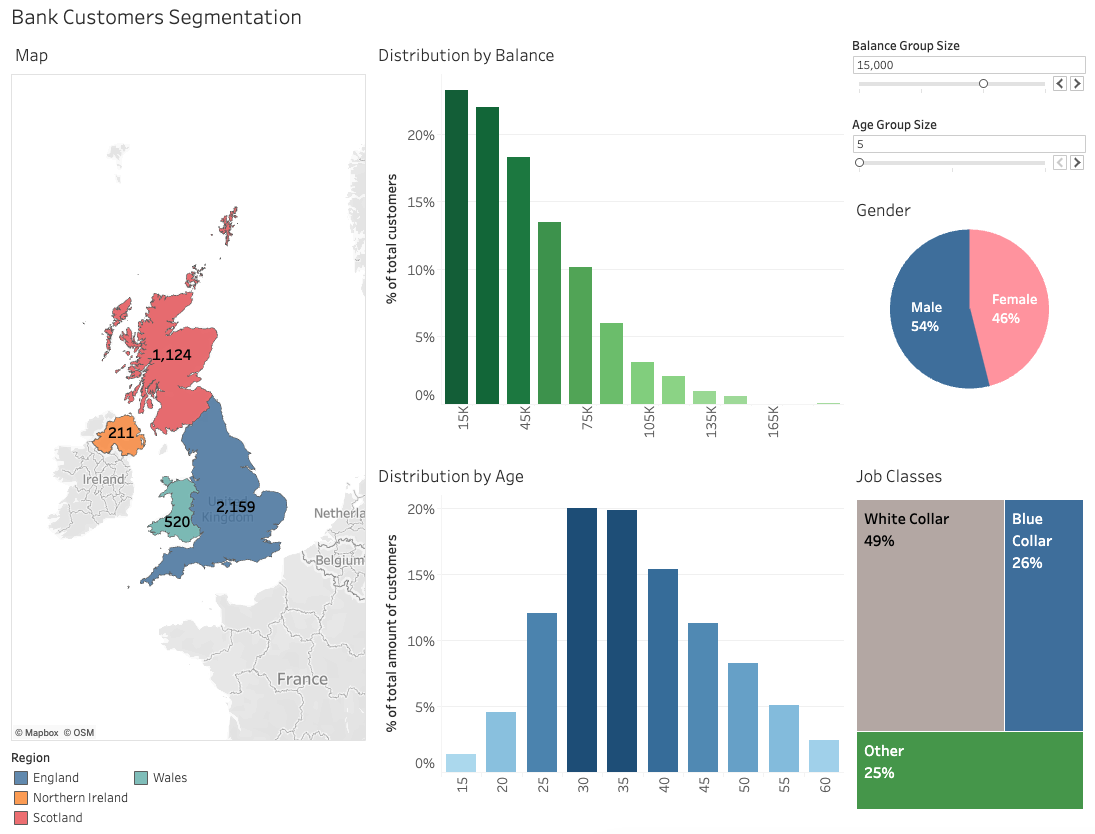 Bank Customers Segmentation
Map
1,124
211
Ireland
United
Kingdom
2,159
520
Netherla
Belgium
France
© Mapbox © OSM
Region
England
Wales
Northern Ireland
Scotland
Distribution by Balance
% of total customers
20%
15%
10%
5%
0%
15K
45K
75K
105K
135K
165K
Distribution by Age
% of total amount of customers
20%
15%
10%
5%
0%
15
20
25
30
35
40
45
50
55
60
Balance Group Size
15,000
Age Group Size
5
Gender
Male
54%
Female
46%
Job Classes
White Collar
49%
Blue
Collar
26%
Other
25%